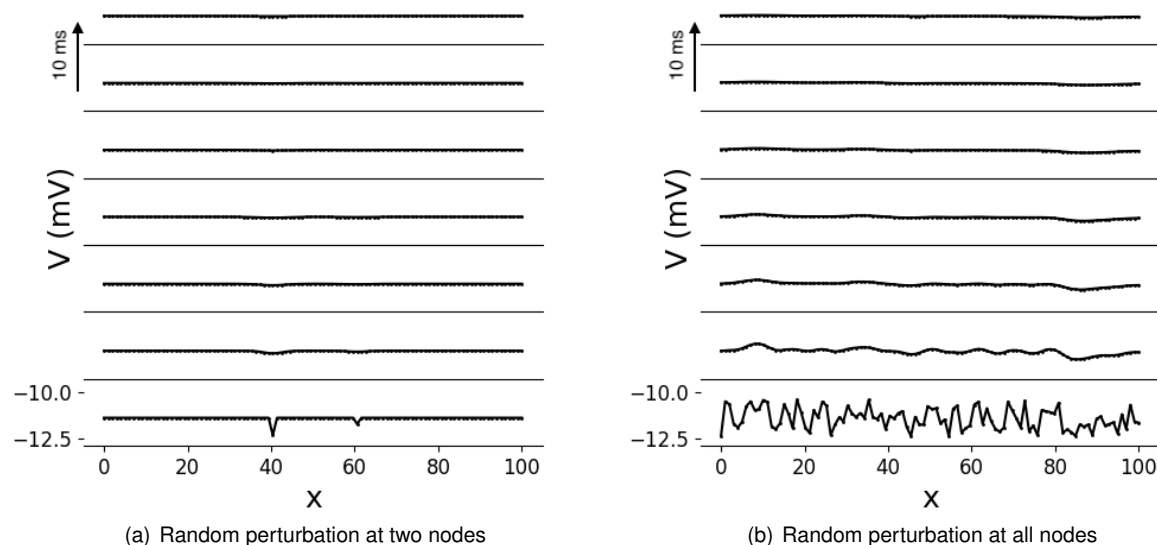 10 ms
V (mV)
−10.0
−12.5
0 20 40 60 80 100
X
(a) Random perturbation at two nodes
10 ms
V (mV)
−10.0
−12.5
0 20 40 60 80 100
X
(b) Random perturbation at all nodes